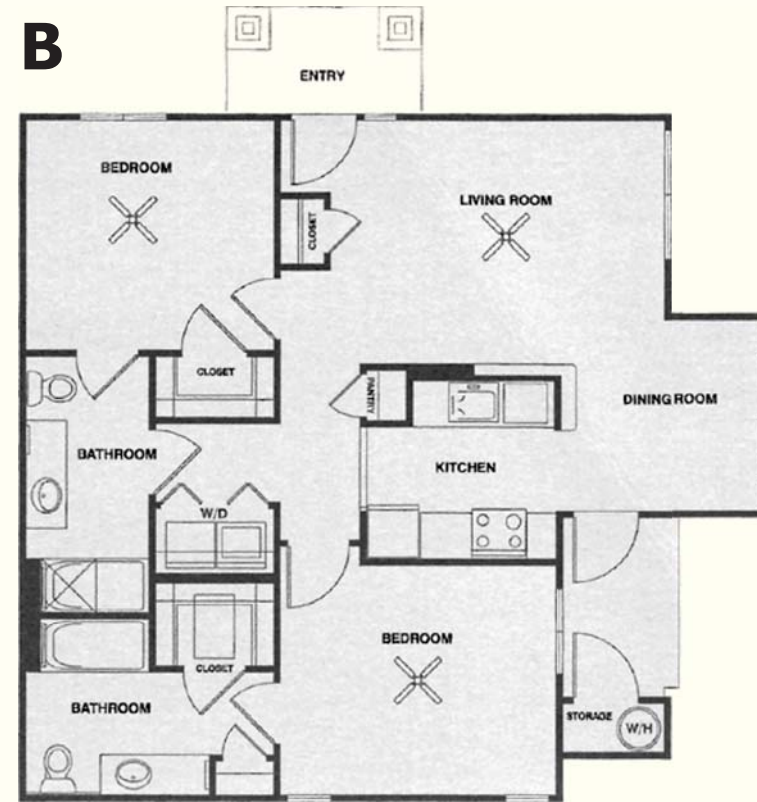 B
ENTRY
BEDROOM
LIVING ROOM
CLOSET
CLOSET
PANTRY
DINING ROOM
BATHROOM
KITCHEN
W/D
BEDROOM
CLOSET
BATHROOM
STORAGE
W/H